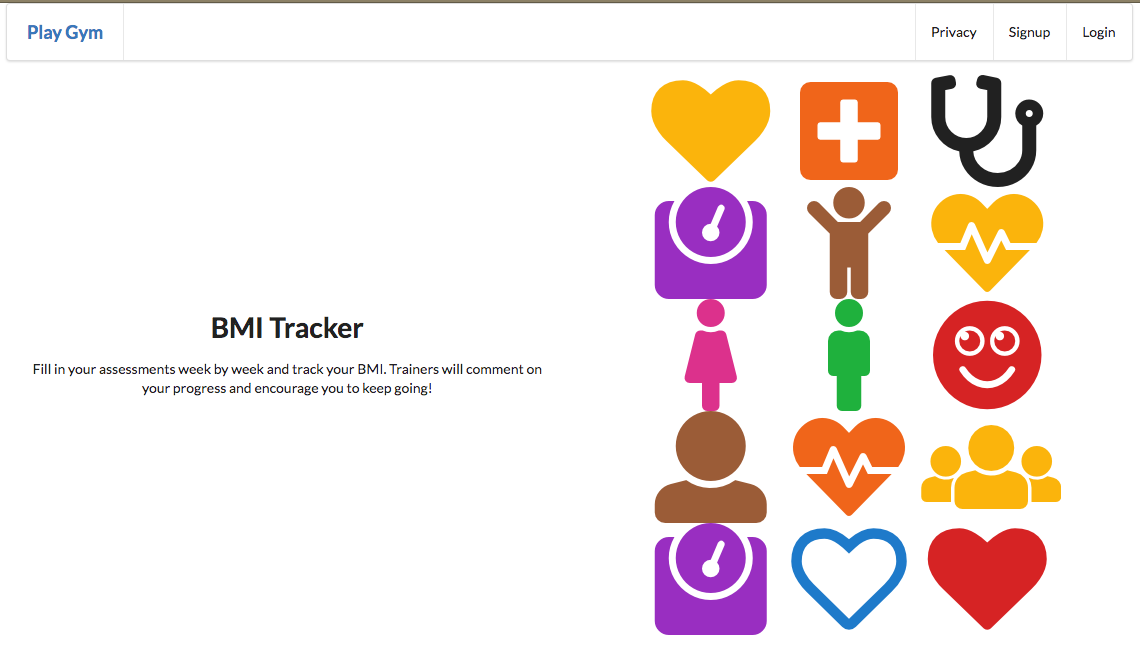 Play Gym
Privacy
Signup
Login
BMI Tracker
Fill in your assessments week by week and track your BMI. Trainers will comment on
your progress and encourage you to keep going!